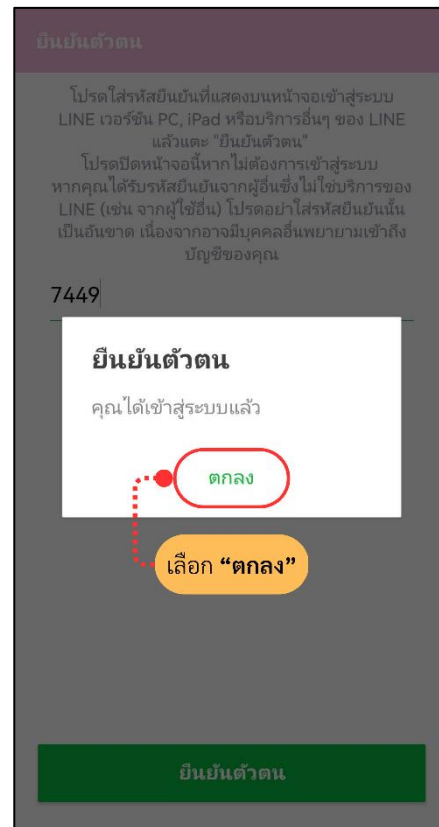 ยืนยันตัวตน
โปรดใส่รหัสยืนยันที่แสดงบนหน้าจอเข้าสู่ระบบ
LINE เวอร์ชัน PC, iPad หรือบริการอื่นๆ ของ LINE
แล้วแตะ "ยืนยันตัวตน"
โปรดปิดหน้าจอนี้หากไม่ต้องการเข้าสู่ระบบ
หากคุณได้รับรหัสยืนยันจากผู้อื่นซึ่งไม่ใช่บริการของ
LINE (เช่น จากผู้ใช้อื่น) โปรดอย่าใส่รหัสยืนยันนั้น
เป็นอันขาด เนื่องจากอาจมีบุคคลอื่นพยายามเข้าถึง
บัญชีของคุณ
7449
ยืนยันตัวตน
คุณได้เข้าสู่ระบบแล้ว
ตกลง
เลือก “ตกลง”
ยืนยันตัวตน